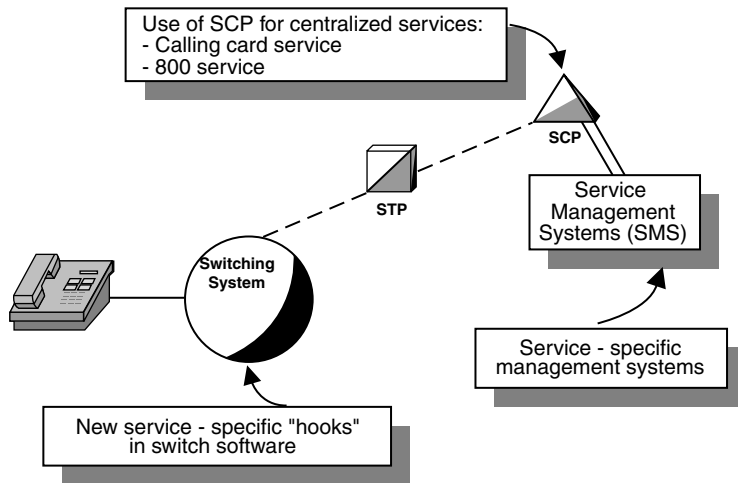 Use of SCP for centralized services:
- Calling card service
- 800 service
SCP
STP
Service
Management
Systems (SMS)
Switching
System
Service - specific
management systems
New service - specific "hooks"
in switch software